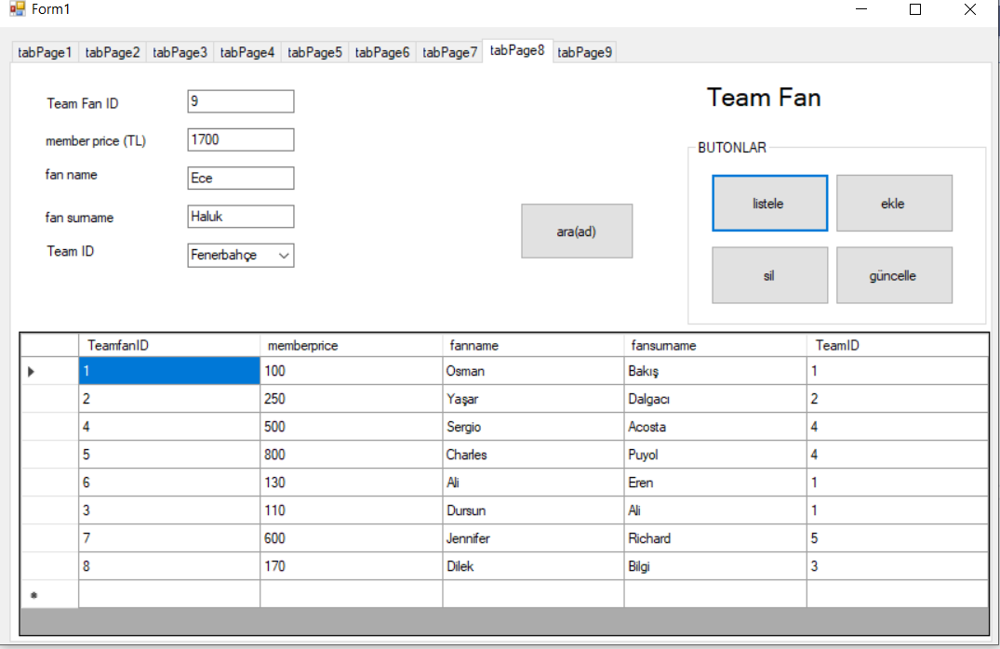 Form1
tabPage1 tabPage2 tabPage3 tabPage4 tabPage5 tabPage6 tabPage7 tabPage8 tabPage9
Team Fan ID 9
member price (TL) 1700
fan name Ece
fan surname Haluk
Team ID Fenerbahçe
ara(ad)
Team Fan
BUTONLAR
listele ekle
sil güncelle
TeamfanID memberprice fanname fansurname TeamID
1 100 Osman Bakış 1
2 250 Yaşar Dalgacı 2
4 500 Sergio Acosta 4
5 800 Charles Puyol 4
6 130 Ali Eren 1
3 110 Dursun Ali 1
7 600 Jennifer Richard 5
8 170 Dilek Bilgi 3